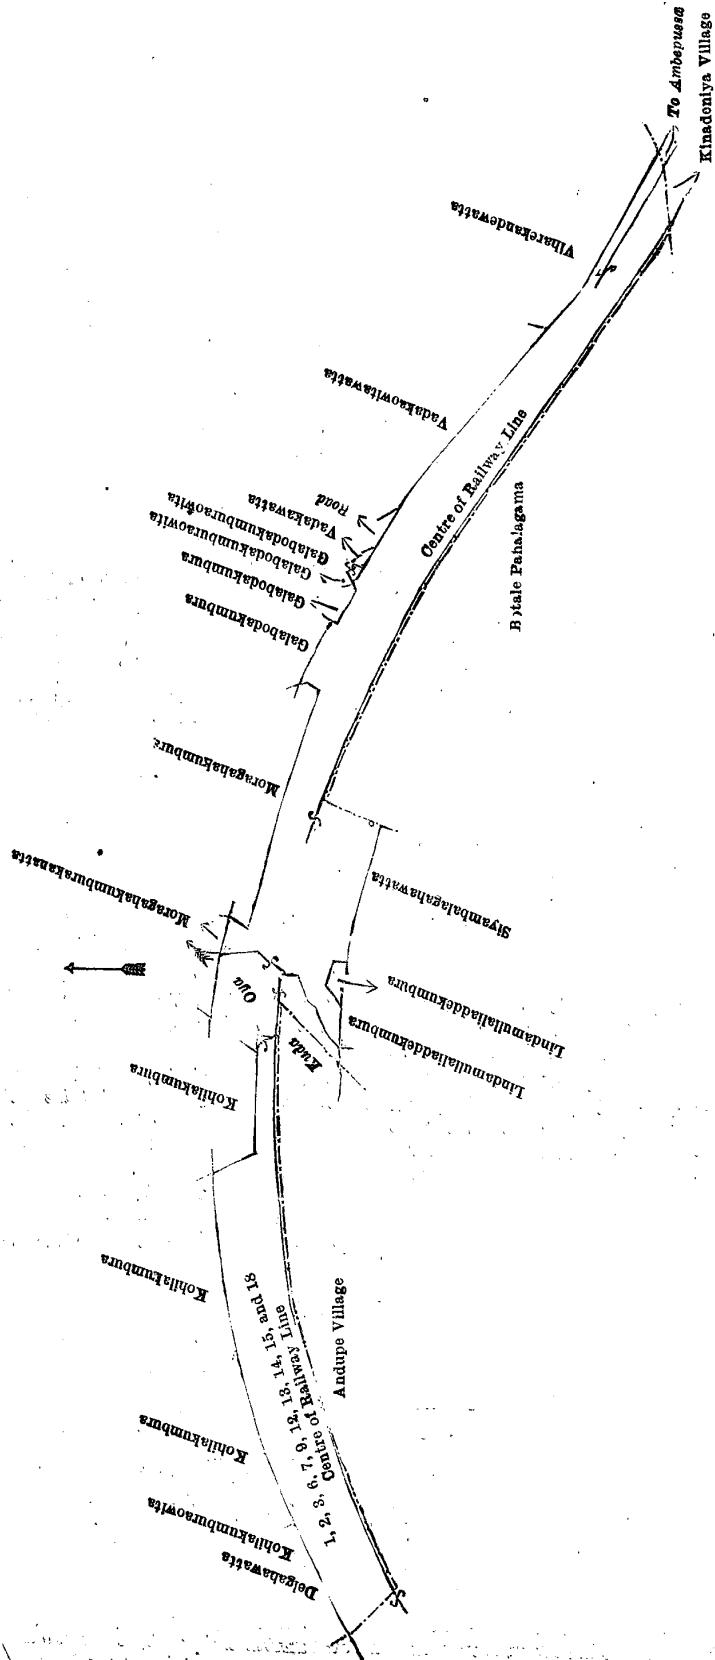 To Ambepussa
Kinadeniya Village
Viharekandewatta
Vadakaowitawatta
Road
Vadakawatta
Galabodakumburaowita
Galabodakumburaowita
Galabodakumbura
Galabodakumbura
Centre of Railway Line
Botale Pahalagama
Moragahakumbura
Moragahakumburakanatta
Siyambalagahawatta
Lindamullaliaddekumbura
Lindamullaliaddekumbura
Oya
Kuda
Kohilakumbura
Kohilakumbura
1, 2, 3, 6, 7, 9, 12, 13, 14, 15, and 18
Centre of Railway Line
Andupe Village
Kohilakumbura
Kohilakumburaowita
Delgahawatta